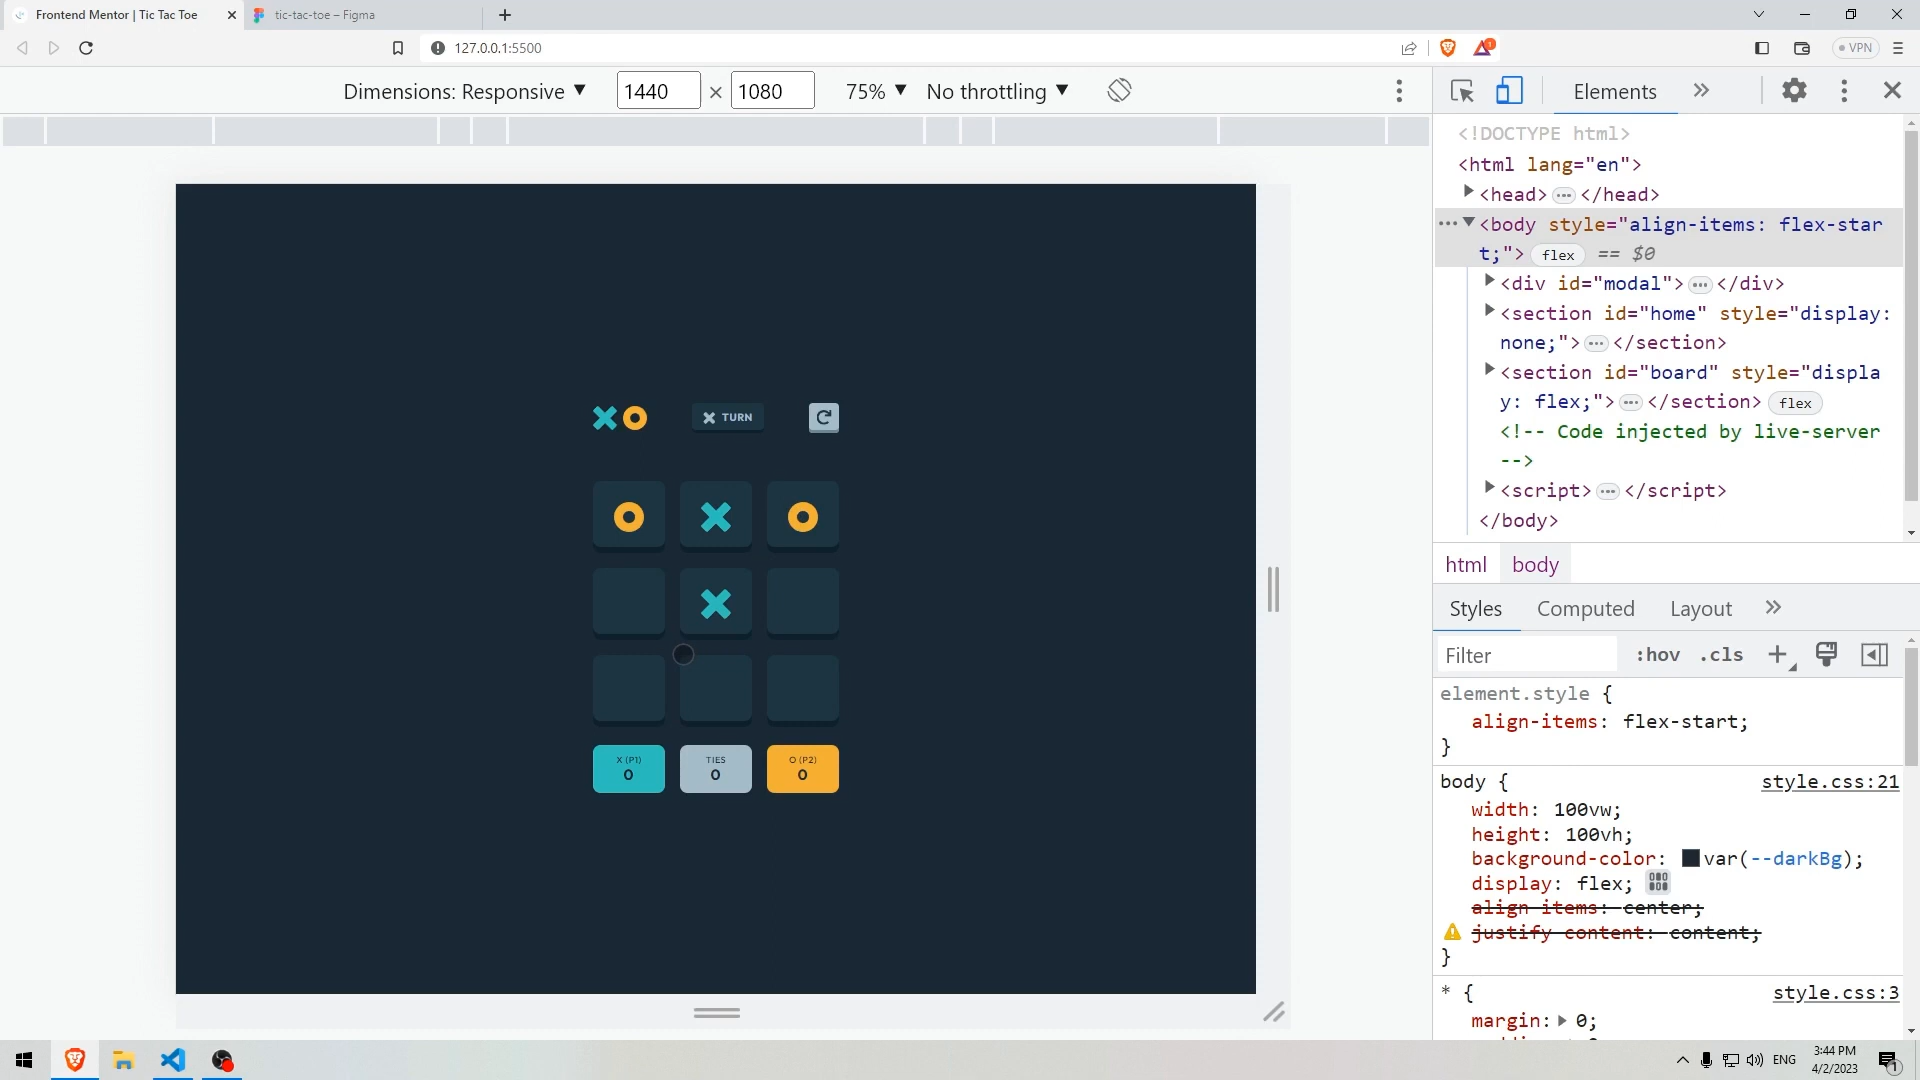 Frontend Mentor | Tic Tac Toe
tic-tac-toe – Figma
127.0.0.1:5500
1
VPN
Dimensions: Responsive
1440 × 1080
75%
No throttling
Elements
<!DOCTYPE html>
<html lang="en">
<head> ··· </head>
··· <body style="align-items: flex-star
t;"> flex == $0
<div id="modal"> ··· </div>
<section id="home" style="display:
none;"> ··· </section>
<section id="board" style="displa
y: flex;"> ··· </section> flex
<!-- Code injected by live-server
-->
<script> ··· </script>
</body>
html body
Styles Computed Layout
Filter
:hov .cls
element.style {
align-items: flex-start;
}
body {
style.css:21
width: 100vw;
height: 100vh;
background-color: var(--darkBg);
display: flex;
align-items: center;
justify-content: content;
}
* {
style.css:3
margin: 0;
TURN
X (P1)
0
TIES
0
O (P2)
0
ENG
3:44 PM
4/2/2023
1